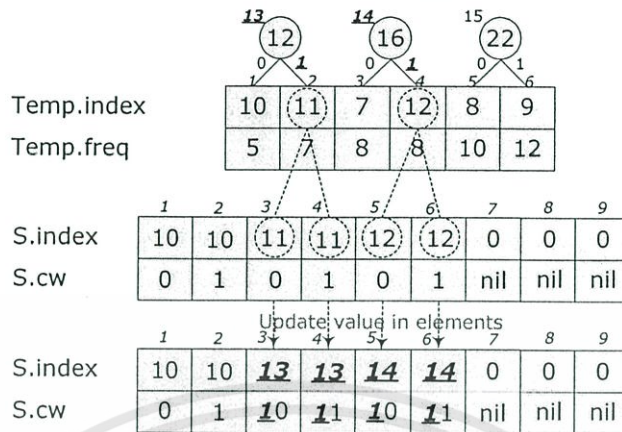 13 14 15
12 16 22
0 1 0 1 0 1
1 2 3 4 5 6
Temp.index 10 11 7 12 8 9
Temp.freq 5 7 8 8 10 12
1 2 3 4 5 6 7 8 9
S.index 10 10 11 11 12 12 0 0 0
S.cw 0 1 0 1 0 1 nil nil nil
Update value in elements
1 2 3 4 5 6 7 8 9
S.index 10 10 13 13 14 14 0 0 0
S.cw 0 1 10 11 10 11 nil nil nil